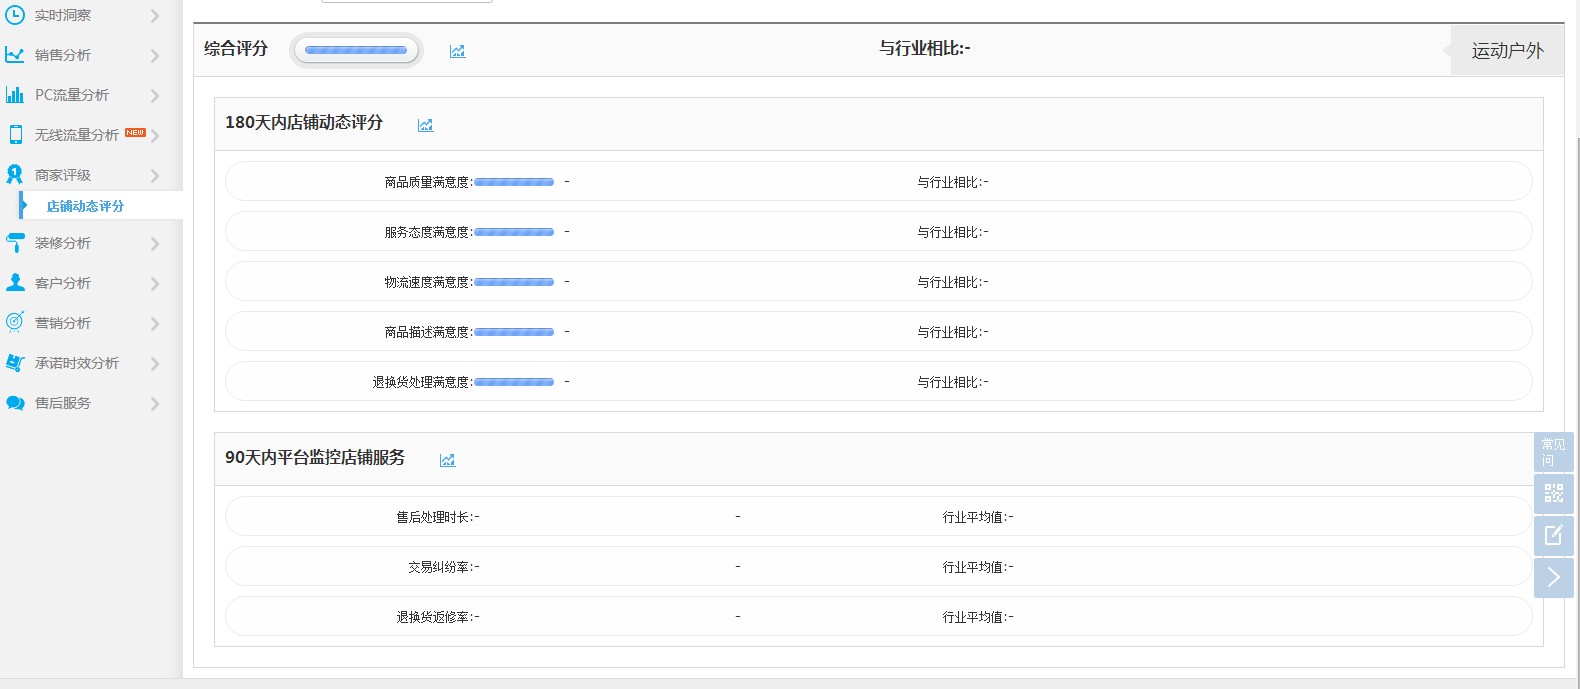 实时洞察
销售分析
PC流量分析
无线流量分析 NEW
商家评级
店铺动态评分
装修分析
客户分析
营销分析
承诺时效分析
售后服务
综合评分 与行业相比:- 运动户外
180天内店铺动态评分
商品质量满意度: - 与行业相比:-
服务态度满意度: - 与行业相比:-
物流速度满意度: - 与行业相比:-
商品描述满意度: - 与行业相比:-
退换货处理满意度: - 与行业相比:-
90天内平台监控店铺服务
售后处理时长:- - 行业平均值:-
交易纠纷率:- - 行业平均值:-
退换货返修率:- - 行业平均值:-
常见
问